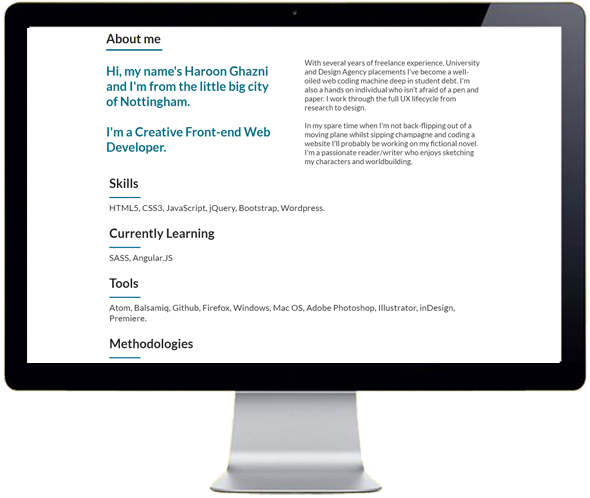 About me
Hi, my name's Haroon Ghazni
and I'm from the little big city
of Nottingham.
I'm a Creative Front-end Web
Developer.
With several years of freelance experience, University
and Design Agency placements I've become a well-
oiled web coding machine deep in student debt. I'm
also a hands on individual who isn't afraid of a pen and
paper. I work through the full UX lifecycle from
research to design.
In my spare time when I'm not back-flipping out of a
moving plane whilst sipping champagne and coding a
website I'll probably be working on my fictional novel.
I'm a passionate reader/writer who enjoys sketching
my characters and worldbuilding.
Skills
HTML5, CSS3, JavaScript, jQuery, Bootstrap, Wordpress.
Currently Learning
SASS, Angular.JS
Tools
Atom, Balsamiq, Github, Firefox, Windows, Mac OS, Adobe Photoshop, Illustrator, inDesign,
Premiere.
Methodologies